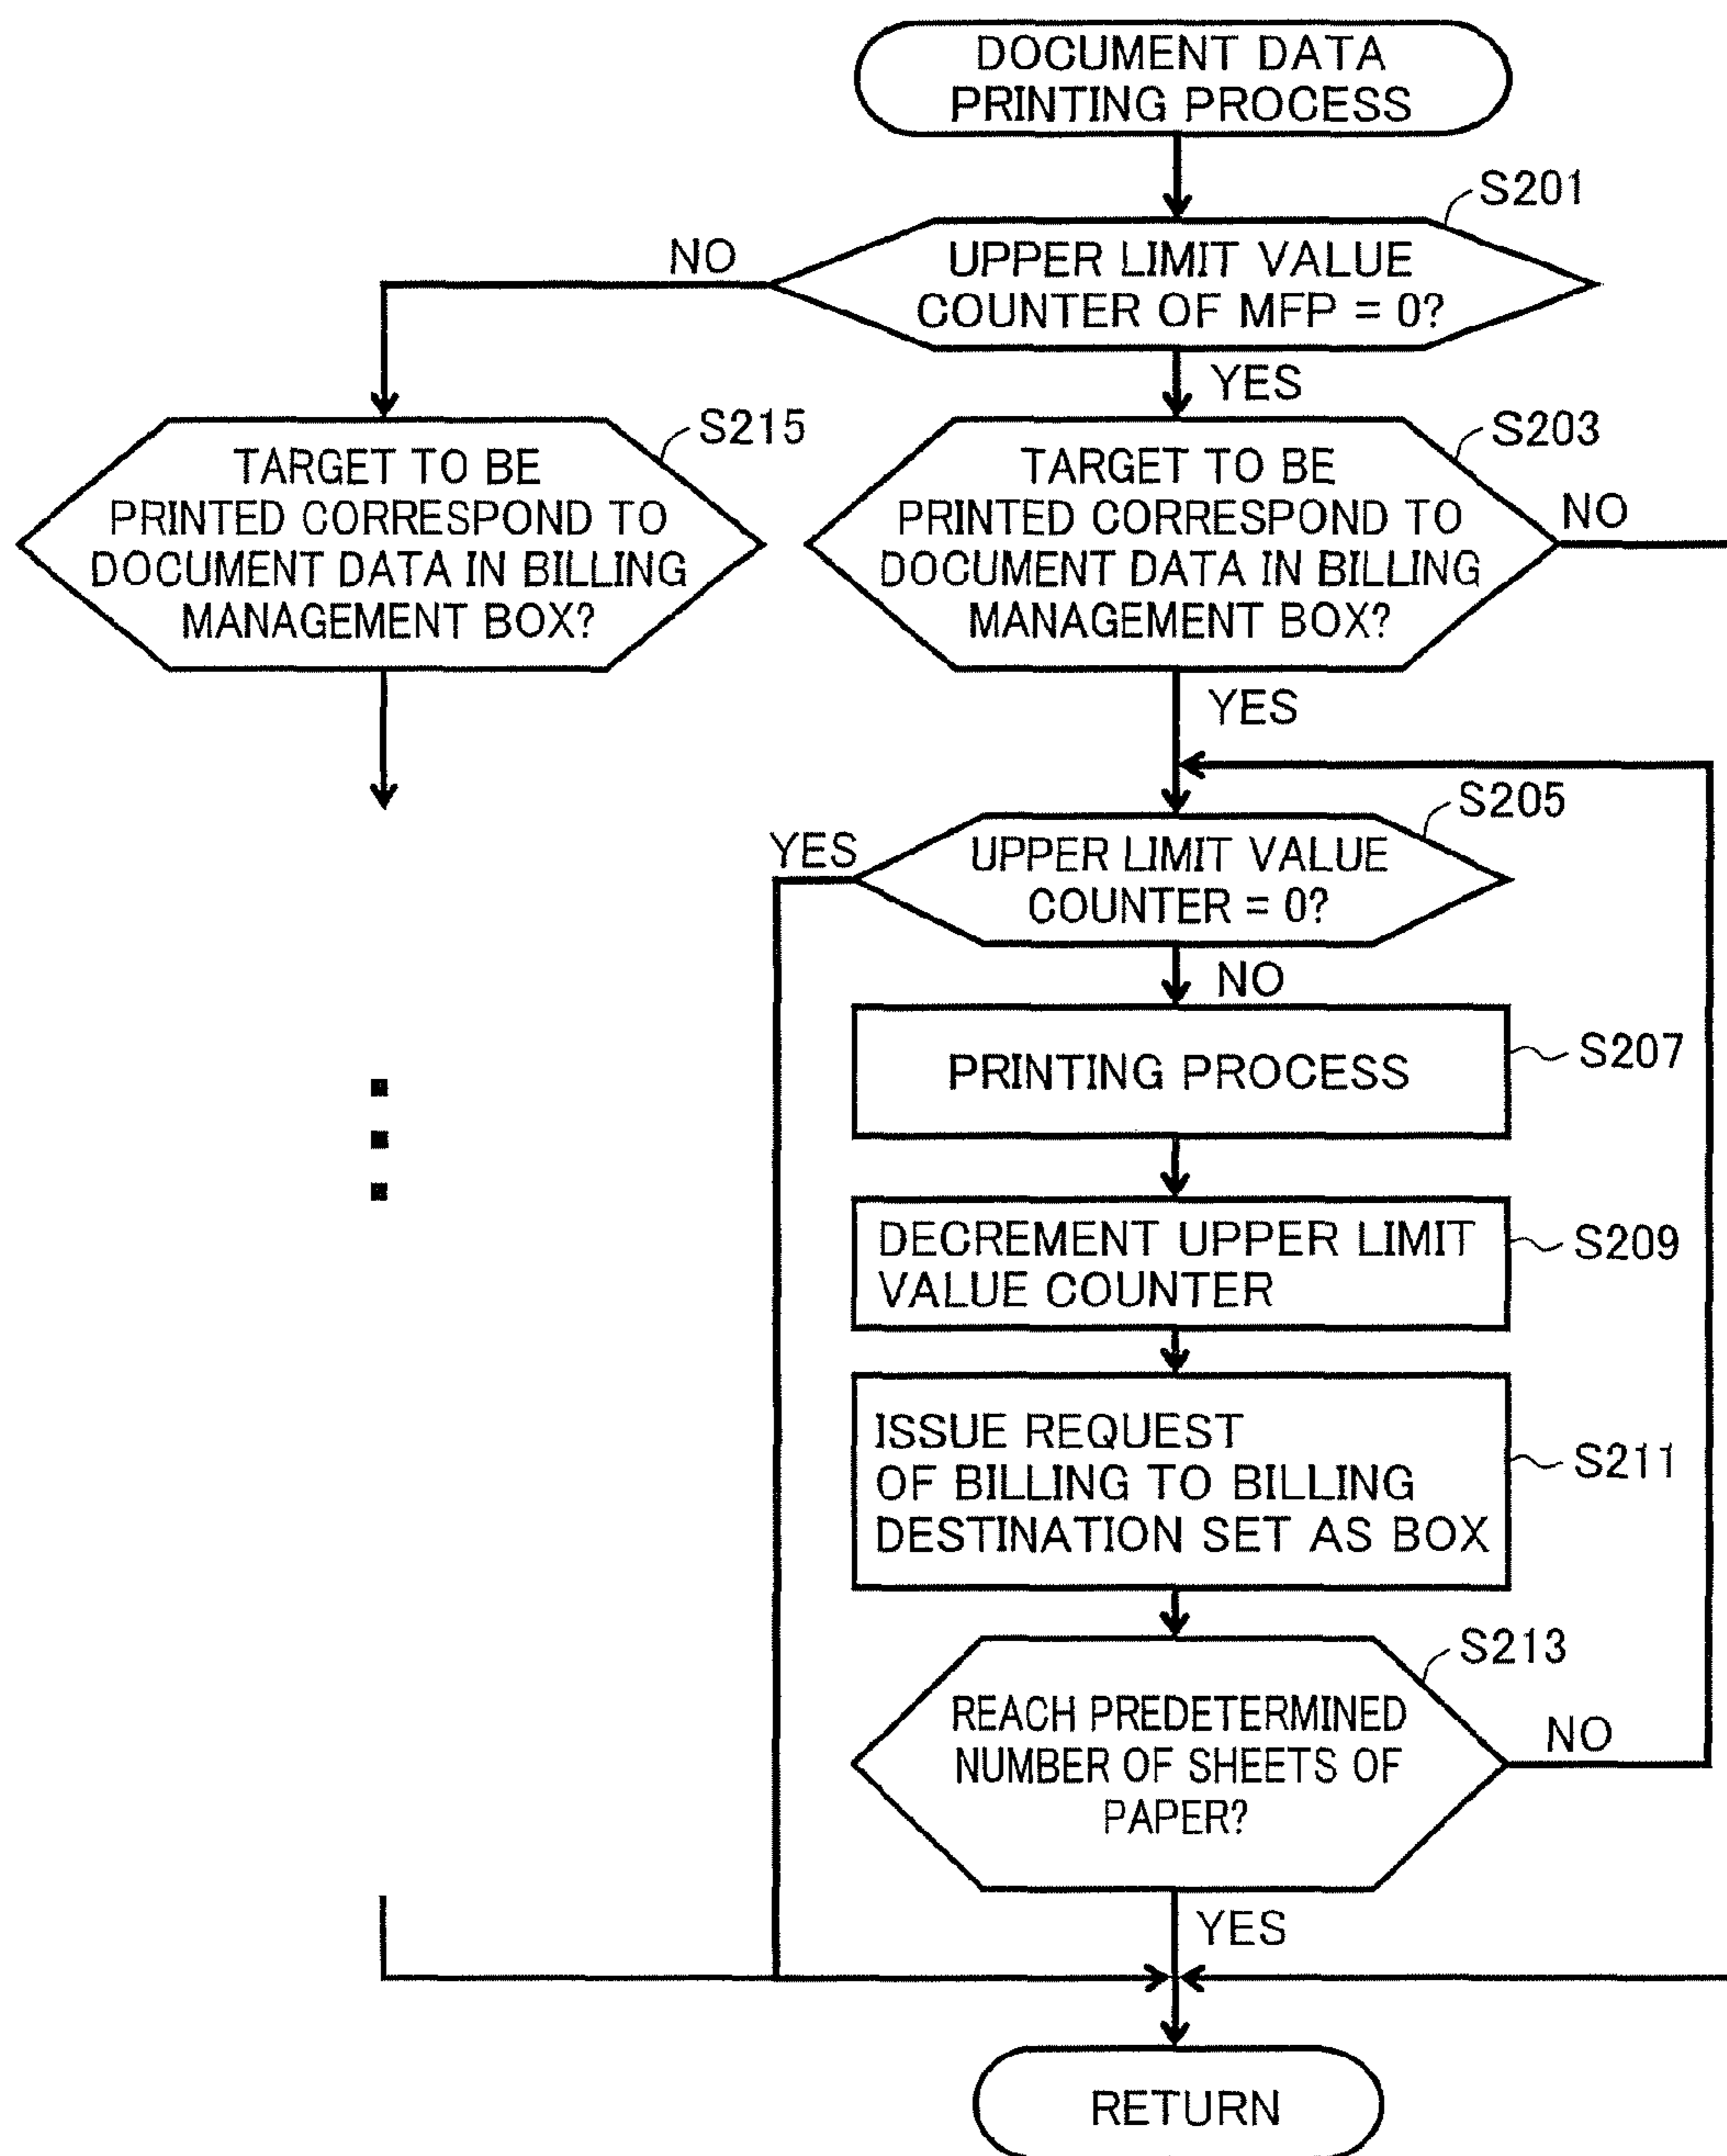 DOCUMENT DATA
PRINTING PROCESS
S201
UPPER LIMIT VALUE
COUNTER OF MFP = 0?
NO
YES
S215
TARGET TO BE
PRINTED CORRESPOND TO
DOCUMENT DATA IN BILLING
MANAGEMENT BOX?
S203
TARGET TO BE
PRINTED CORRESPOND TO
DOCUMENT DATA IN BILLING
MANAGEMENT BOX?
NO
YES
S205
UPPER LIMIT VALUE
COUNTER = 0?
YES
NO
PRINTING PROCESS
S207
DECREMENT UPPER LIMIT
VALUE COUNTER
S209
ISSUE REQUEST
OF BILLING TO BILLING
DESTINATION SET AS BOX
S211
S213
REACH PREDETERMINED
NUMBER OF SHEETS OF
PAPER?
NO
YES
RETURN